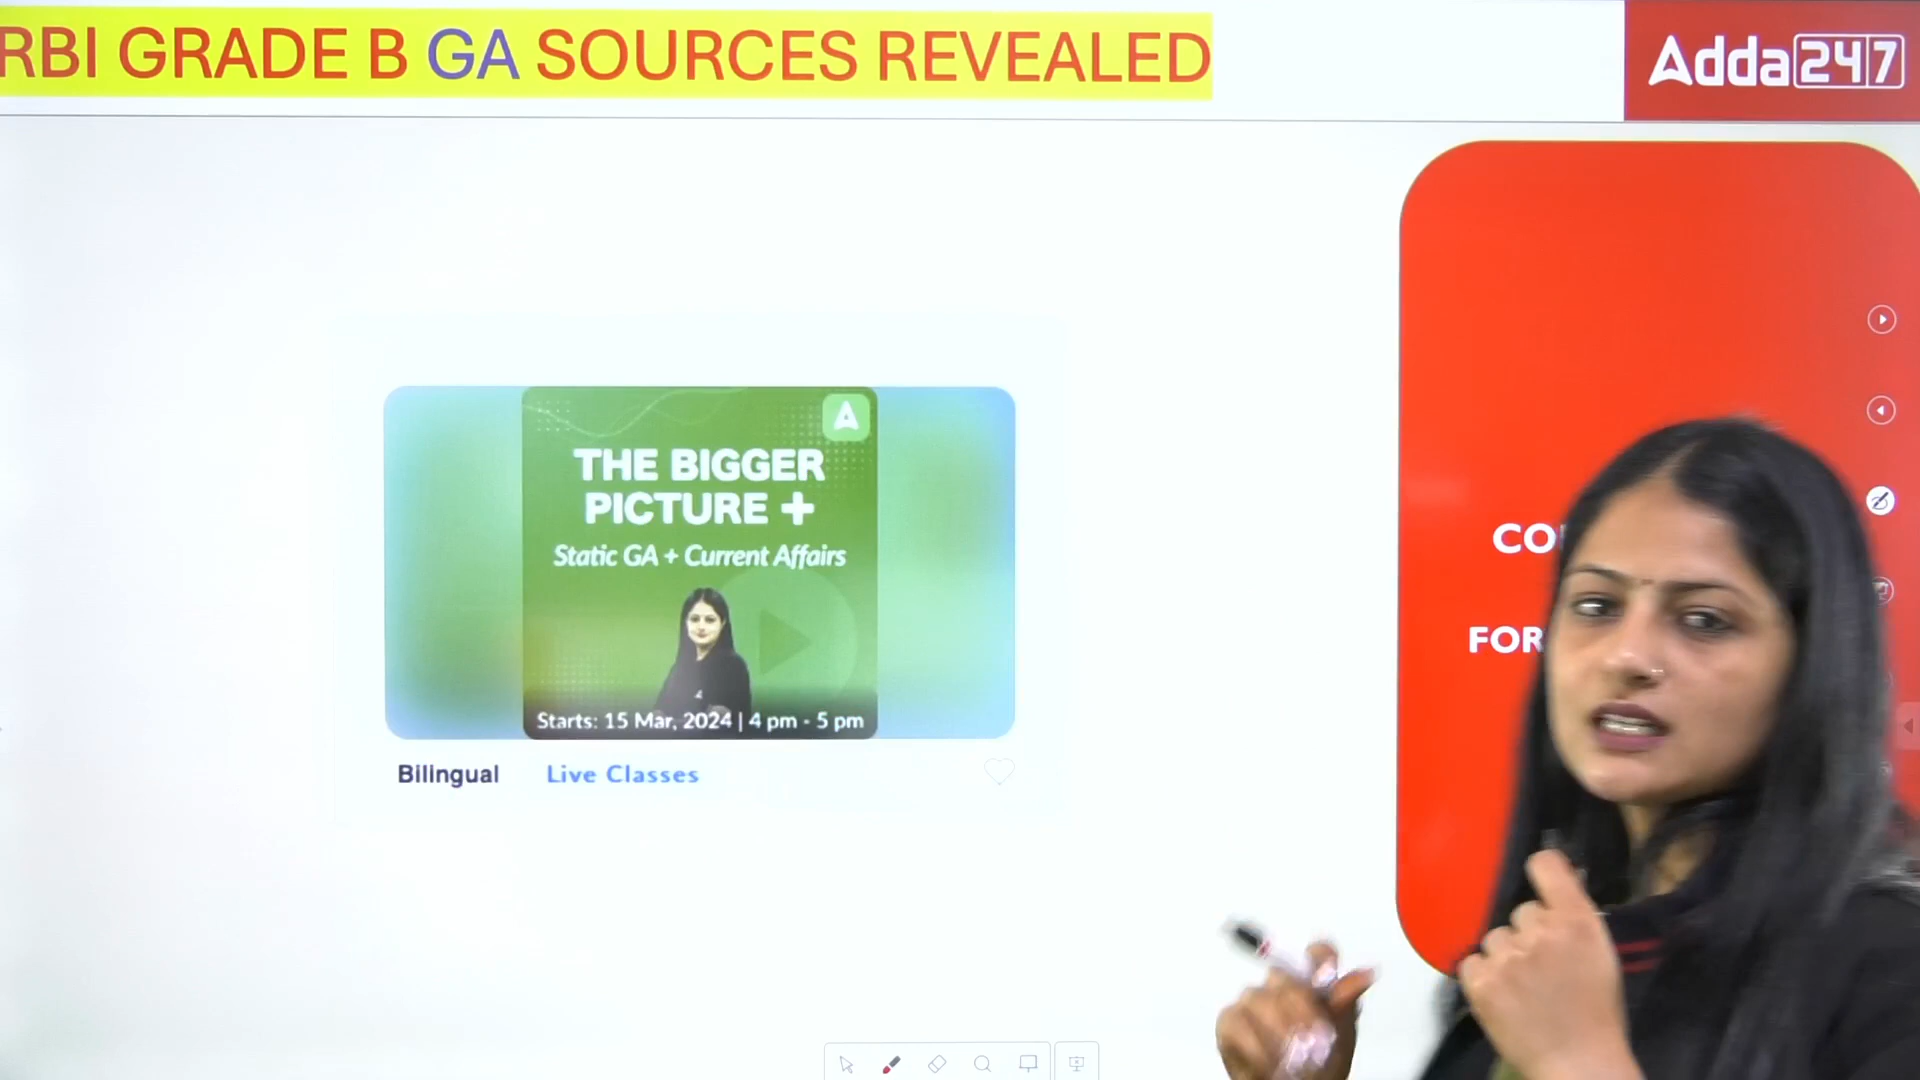 RBI GRADE B GA SOURCES REVEALED
Adda247
THE BIGGER
PICTURE +
Static GA + Current Affairs
Starts: 15 Mar, 2024 | 4 pm - 5 pm
Bilingual
Live Classes
FOR